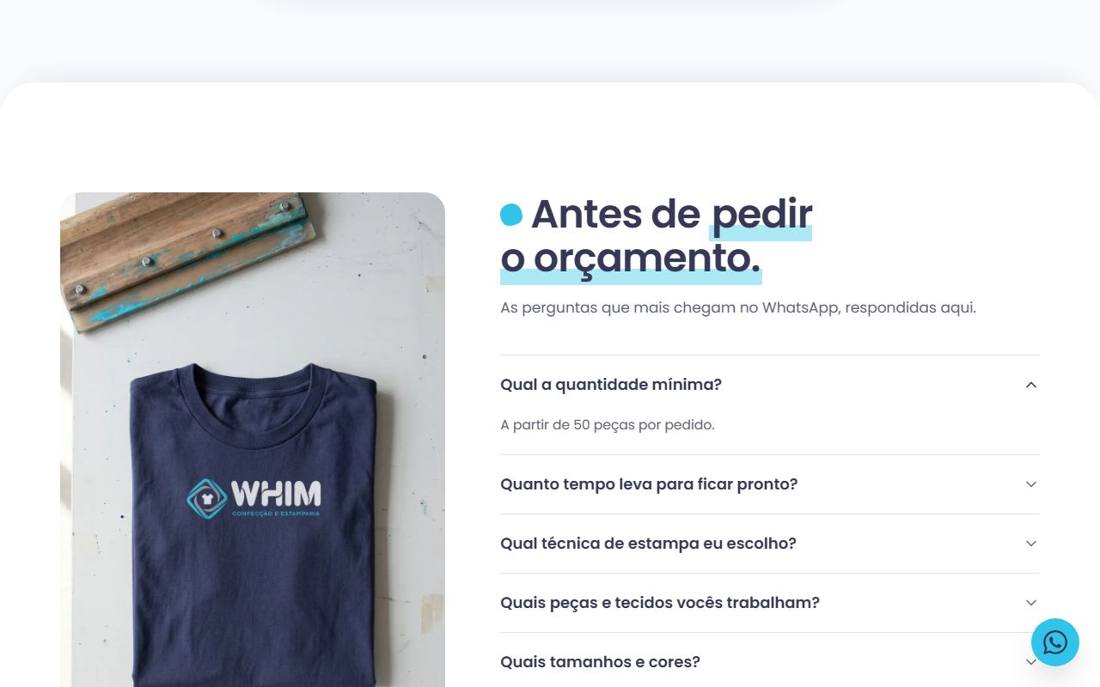 Antes de pedir
o orçamento.
As perguntas que mais chegam no WhatsApp, respondidas aqui.
Qual a quantidade mínima?
A partir de 50 peças por pedido.
Quanto tempo leva para ficar pronto?
Qual técnica de estampa eu escolho?
Quais peças e tecidos vocês trabalham?
Quais tamanhos e cores?
WHIM
CONFECÇÃO E ESTAMPARIA